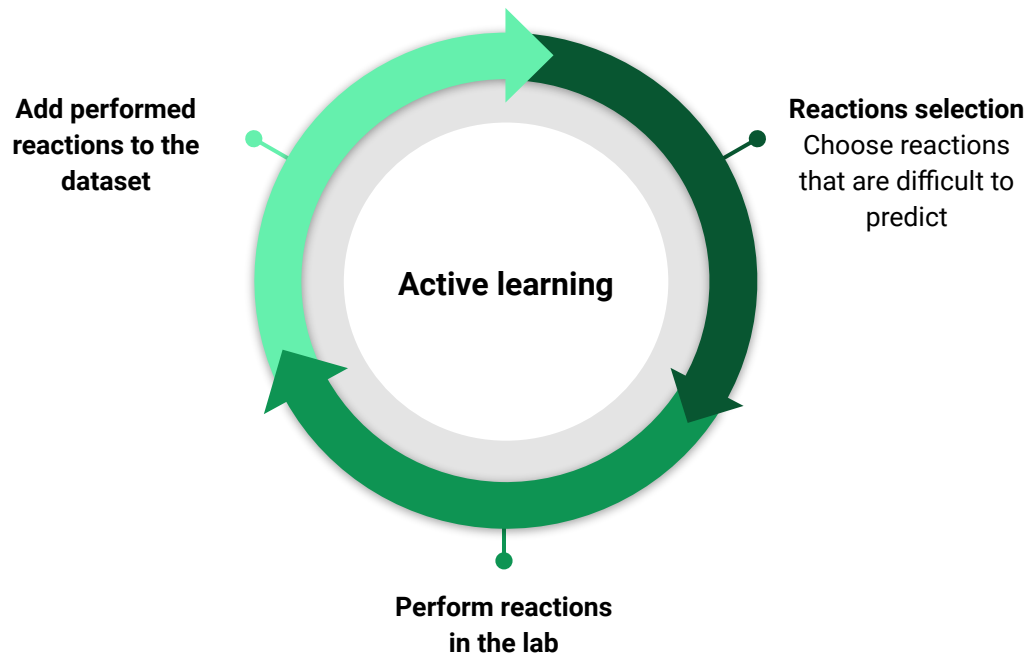 Add performed
reactions to the
dataset
Reactions selection
Choose reactions
that are difficult to
predict
Active learning
Perform reactions
in the lab